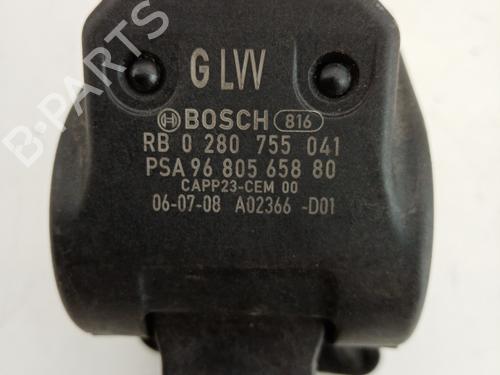 G LVV
BOSCH 816
RB 0 280 755 041
PSA 96 805 658 80
CAPP23-CEM 00
06-07-08 A02366 -D01
B-PARTS